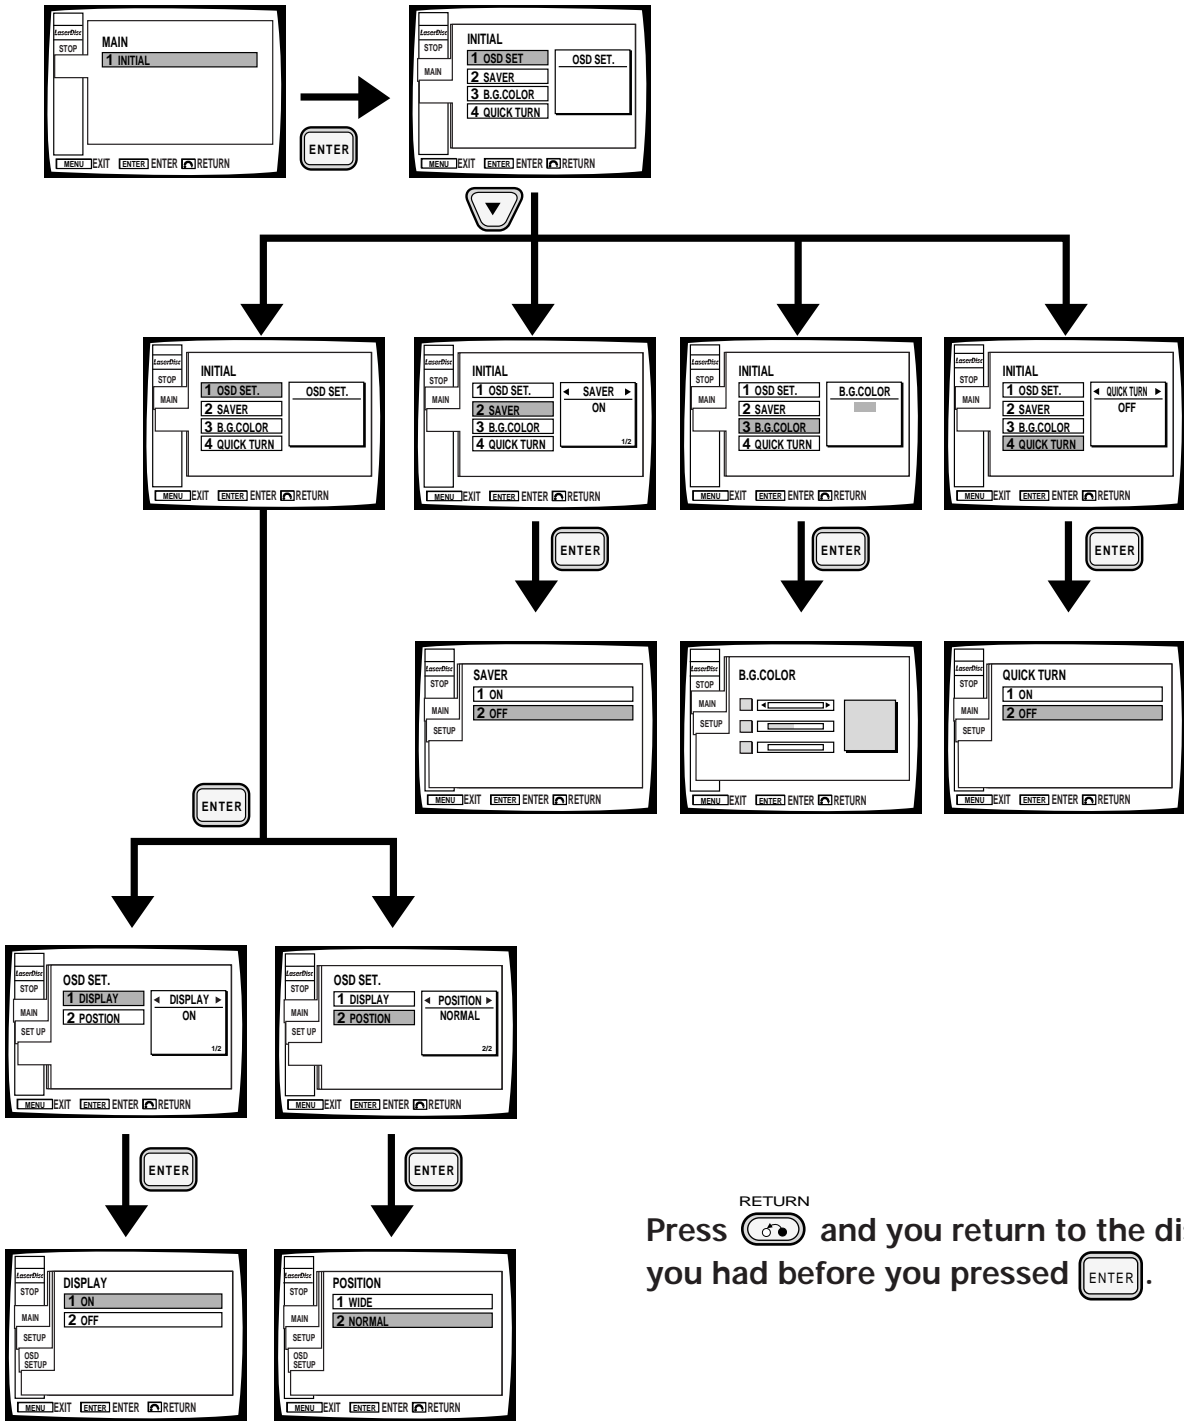 LaserDisc
STOP
MAIN
1 INITIAL
MENU EXIT ENTER ENTER RETURN
ENTER
LaserDisc
STOP
MAIN
INITIAL
1 OSD SET
2 SAVER
3 B.G.COLOR
4 QUICK TURN
OSD SET.
MENU EXIT ENTER ENTER RETURN
LaserDisc
STOP
MAIN
INITIAL
1 OSD SET.
2 SAVER
3 B.G.COLOR
4 QUICK TURN
OSD SET.
MENU EXIT ENTER ENTER RETURN
LaserDisc
STOP
MAIN
INITIAL
1 OSD SET.
2 SAVER
3 B.G.COLOR
4 QUICK TURN
SAVER
ON
1/2
MENU EXIT ENTER ENTER RETURN
LaserDisc
STOP
MAIN
INITIAL
1 OSD SET.
2 SAVER
3 B.G.COLOR
4 QUICK TURN
B.G.COLOR
MENU EXIT ENTER ENTER RETURN
LaserDisc
STOP
MAIN
INITIAL
1 OSD SET.
2 SAVER
3 B.G.COLOR
4 QUICK TURN
QUICK TURN
OFF
MENU EXIT ENTER ENTER RETURN
ENTER
ENTER
ENTER
LaserDisc
STOP
MAIN
SETUP
SAVER
1 ON
2 OFF
MENU EXIT ENTER ENTER RETURN
LaserDisc
STOP
MAIN
SETUP
B.G.COLOR
MENU EXIT ENTER ENTER RETURN
LaserDisc
STOP
MAIN
SETUP
QUICK TURN
1 ON
2 OFF
MENU EXIT ENTER ENTER RETURN
ENTER
LaserDisc
STOP
MAIN
SET UP
OSD SET.
1 DISPLAY
2 POSTION
DISPLAY
ON
1/2
MENU EXIT ENTER ENTER RETURN
LaserDisc
STOP
MAIN
SET UP
OSD SET.
1 DISPLAY
2 POSTION
POSITION
NORMAL
2/2
MENU EXIT ENTER ENTER RETURN
ENTER
ENTER
LaserDisc
STOP
MAIN
SETUP
OSD
SETUP
DISPLAY
1 ON
2 OFF
MENU EXIT ENTER ENTER RETURN
LaserDisc
STOP
MAIN
SETUP
OSD
SETUP
POSITION
1 WIDE
2 NORMAL
MENU EXIT ENTER ENTER RETURN
RETURN
Press and you return to the
you had before you pressed ENTER.